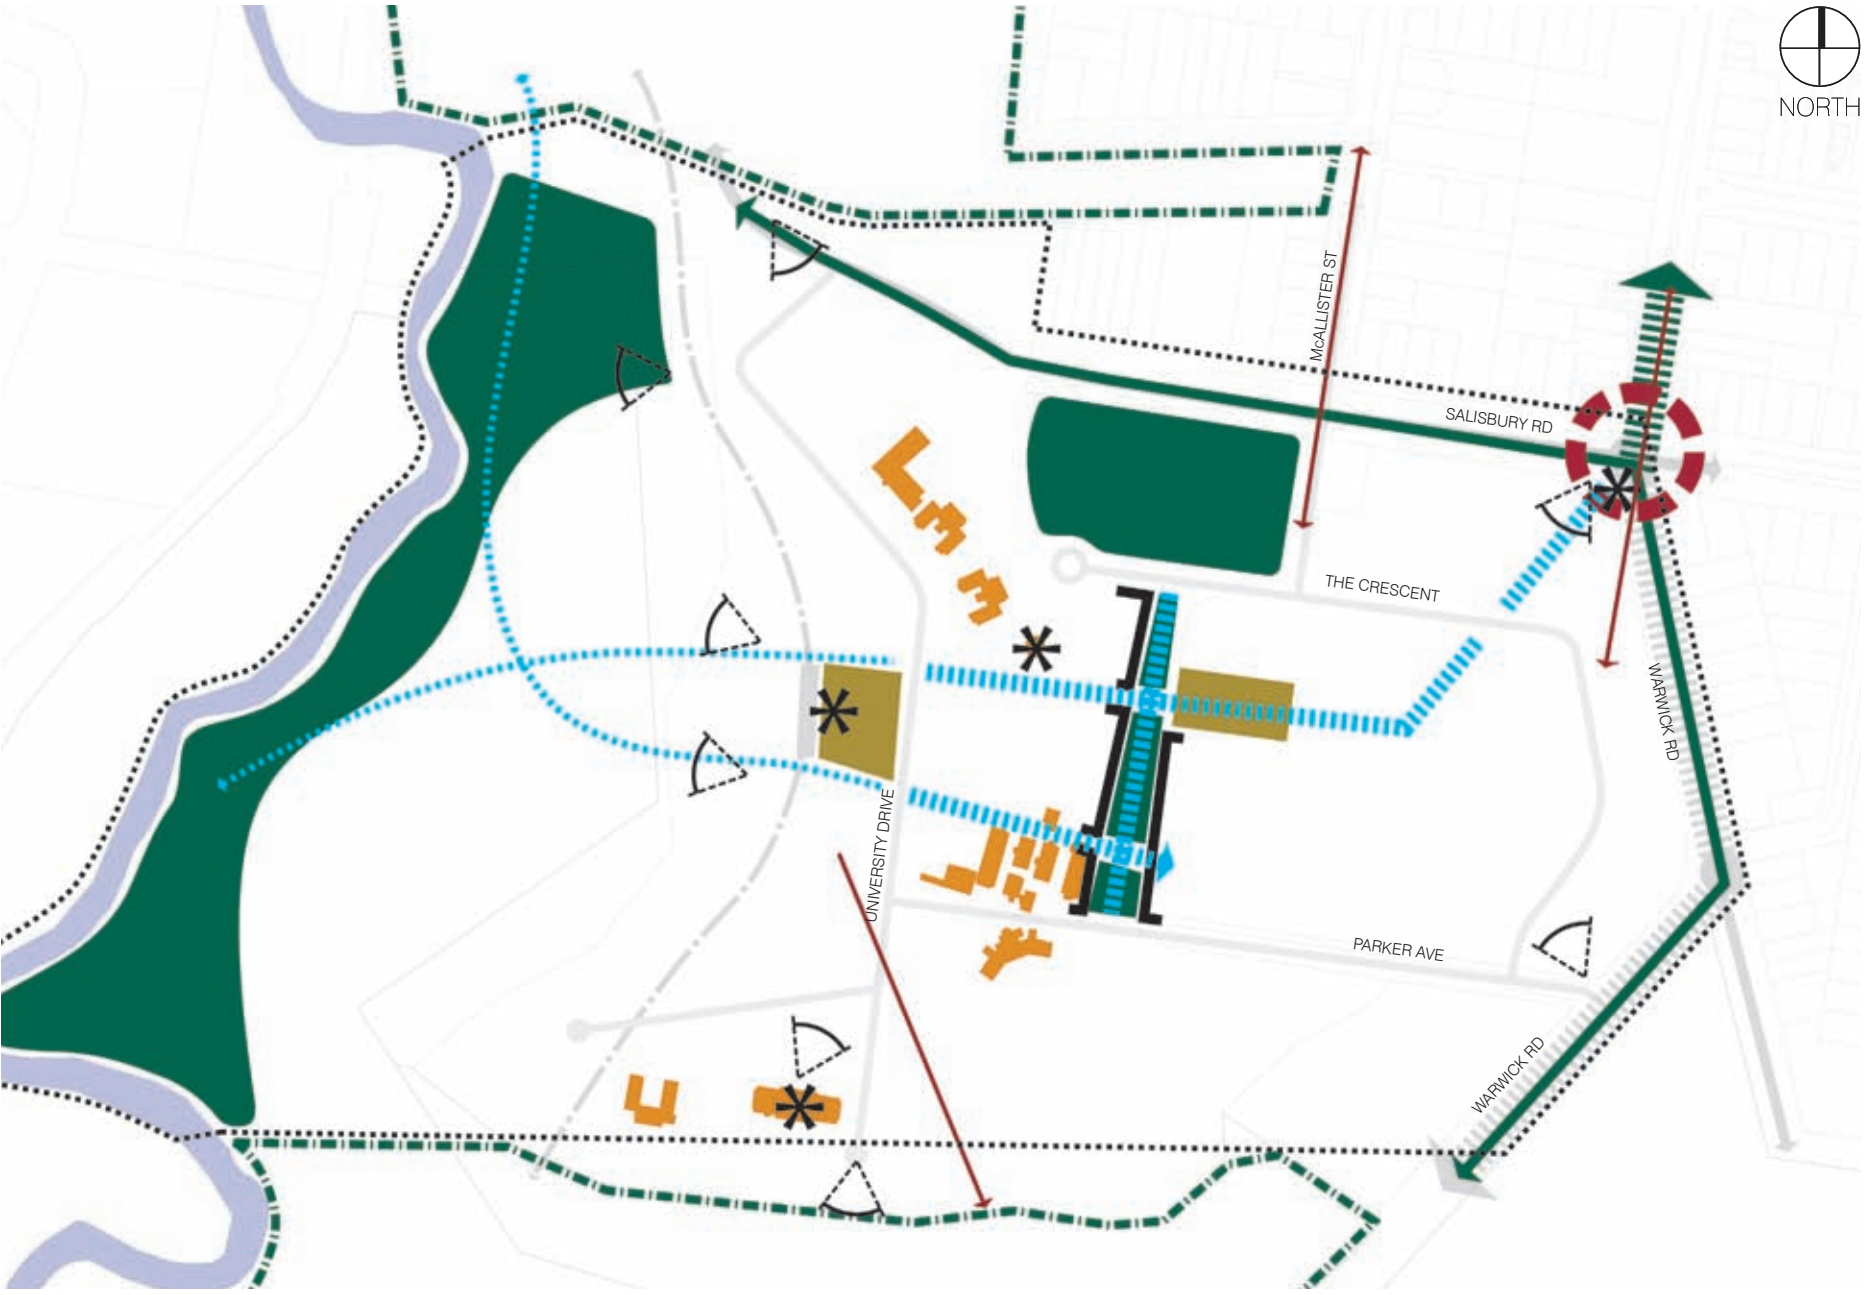 NORTH
McALLISTER ST
SALISBURY RD
THE CRESCENT
WARWICK RD
UNIVERSITY DRIVE
PARKER AVE
WARWICK RD